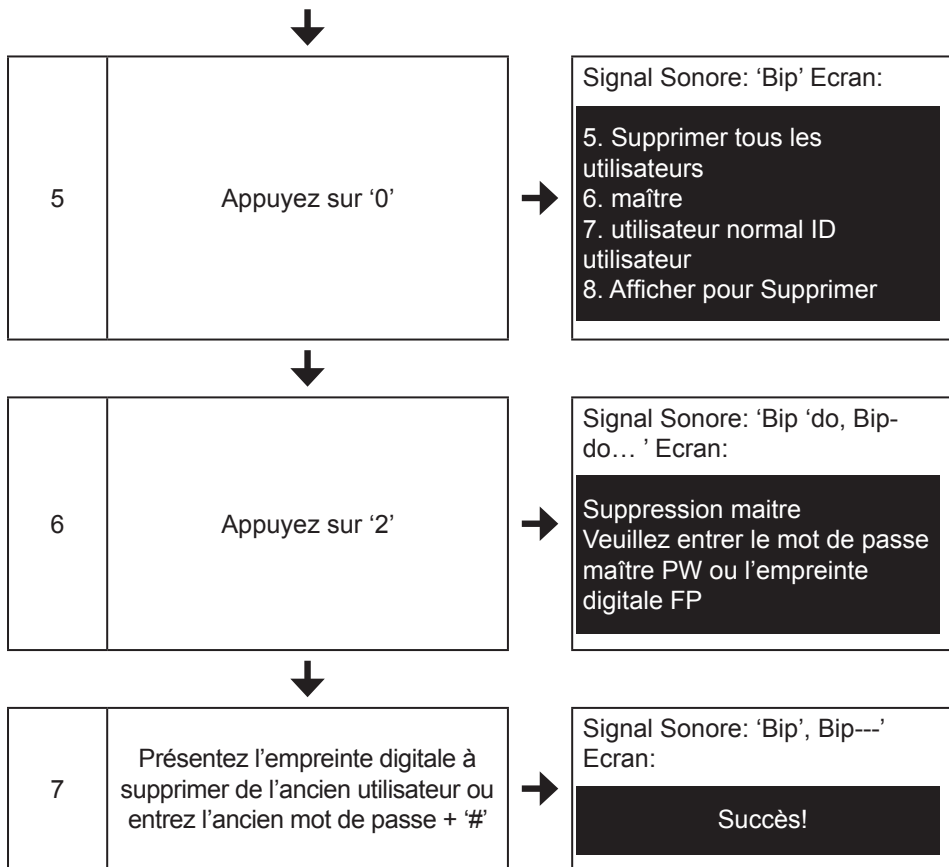 5
Appuyez sur ‘0’
Signal Sonore: ‘Bip’ Ecran:
5. Supprimer tous les
utilisateurs
6. maître
7. utilisateur normal ID
utilisateur
8. Afficher pour Supprimer
6
Appuyez sur ‘2’
Signal Sonore: ‘Bip ‘do, Bip-
do… ’ Ecran:
Suppression maitre
Veuillez entrer le mot de passe
maître PW ou l’empreinte
digitale FP
7
Présentez l’empreinte digitale à
supprimer de l’ancien utilisateur ou
entrez l’ancien mot de passe + ‘#’
Signal Sonore: ‘Bip’, Bip---’
Ecran:
Succès!